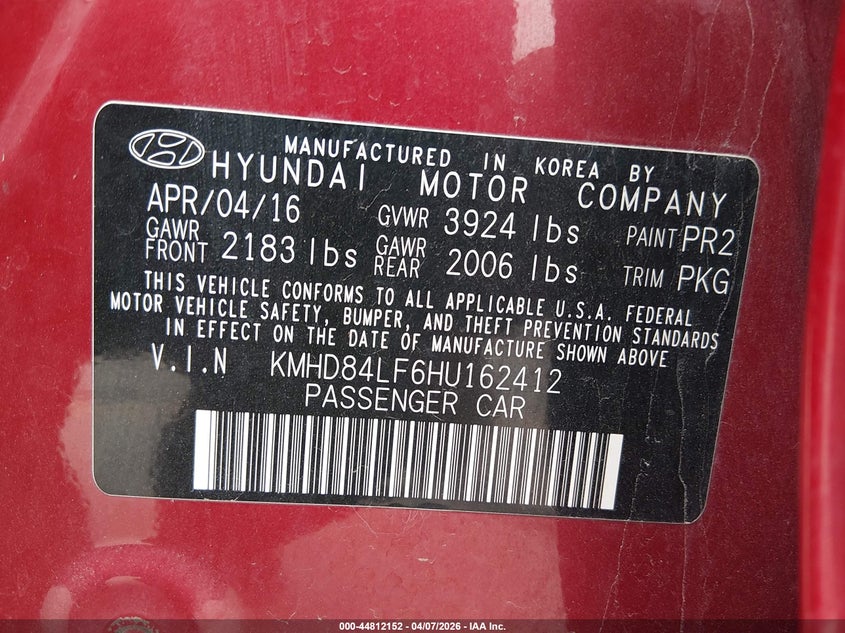 MANUFACTURED IN KOREA BY
HYUNDAI MOTOR COMPANY
APR/04/16 GVWR 3924 lbs PAINT PR2
GAWR FRONT 2183 lbs GAWR REAR 2006 lbs TRIM PKG
THIS VEHICLE CONFORMS TO ALL APPLICABLE U.S.A. FEDERAL
MOTOR VEHICLE SAFETY, BUMPER, AND THEFT PREVENTION STANDARDS
IN EFFECT ON THE DATE OF MANUFACTURE SHOWN ABOVE
V.I.N KMHD84LF6HU162412
PASSENGER CAR
000-44812152 - 04/07/2026 - IAA Inc.